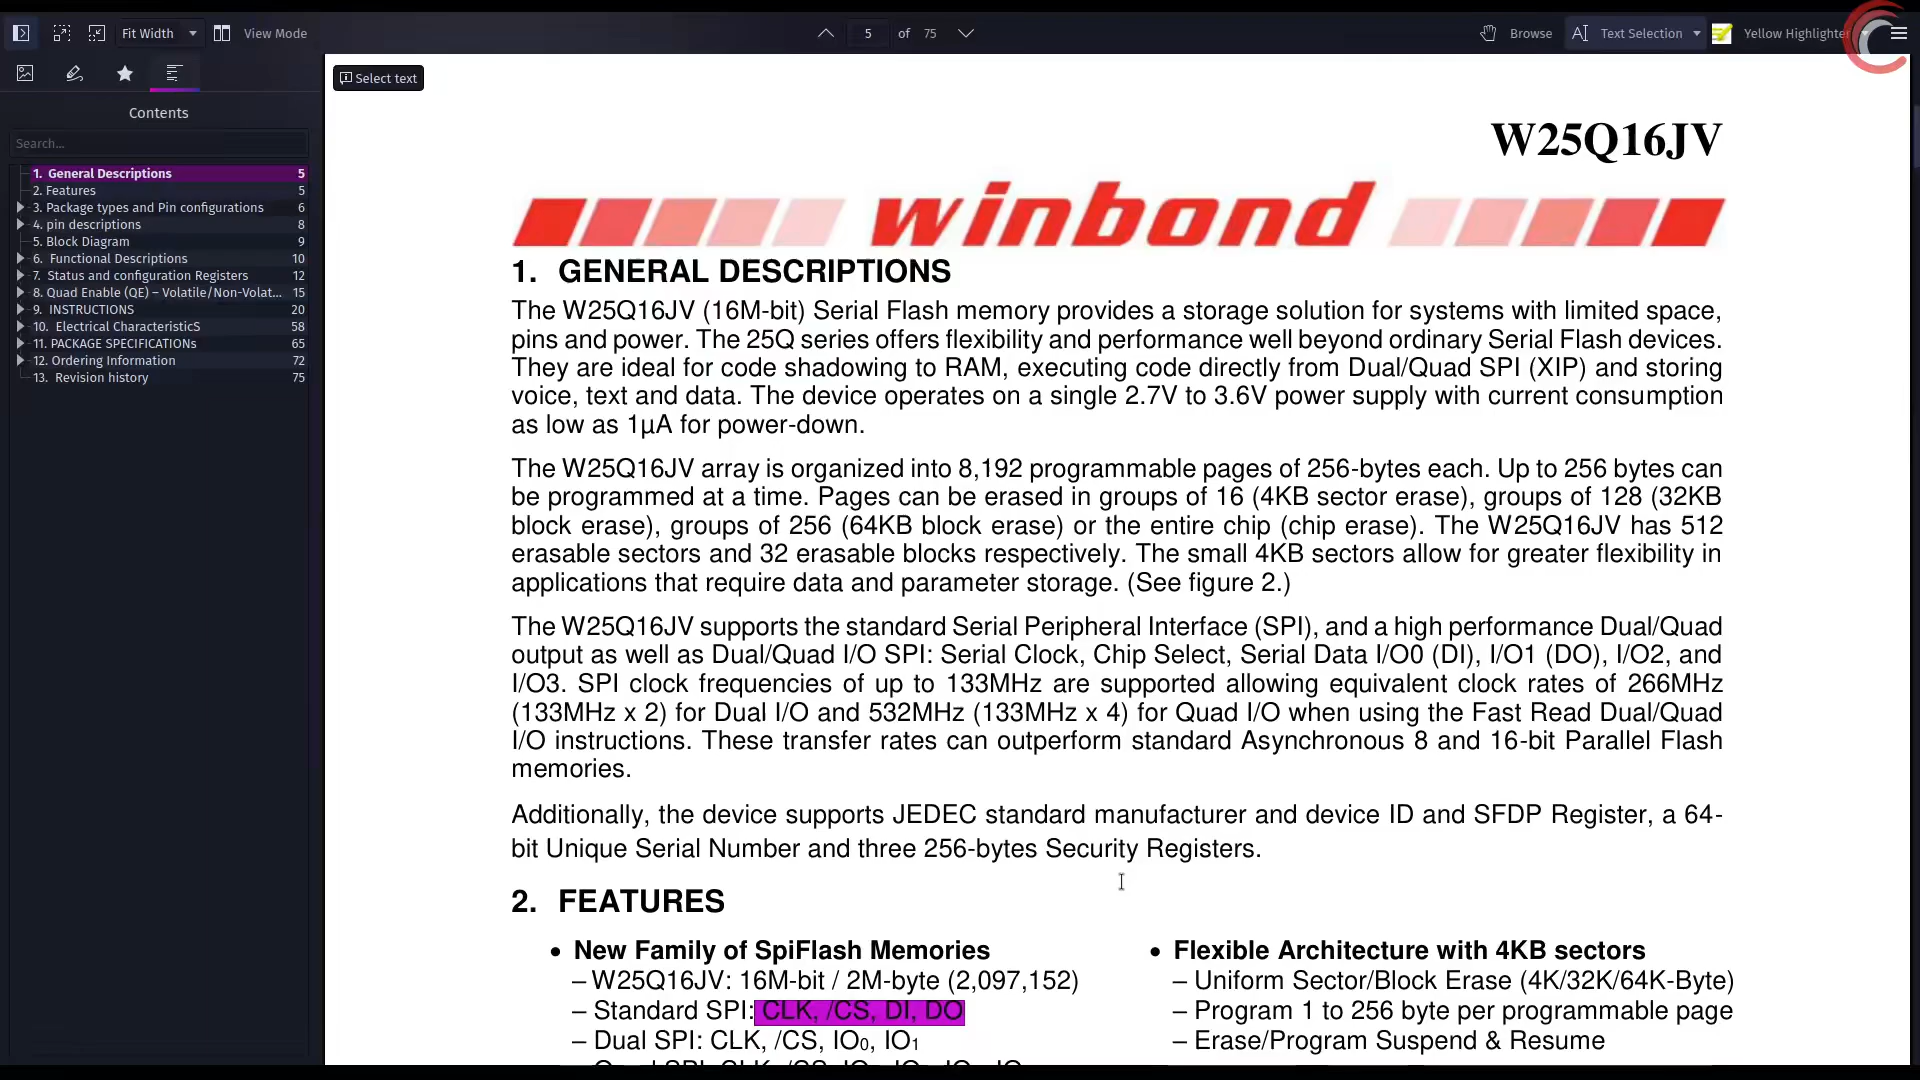 Fit Width
View Mode
5 of 75
Browse
Text Selection
Yellow Highlighter
Contents
Search...
1. General Descriptions 5
2. Features 5
3. Package types and Pin configurations 6
4. pin descriptions 8
5. Block Diagram 9
6. Functional Descriptions 10
7. Status and configuration Registers 12
8. Quad Enable (QE) – Volatile/Non-Volat... 15
9. INSTRUCTIONS 20
10. Electrical CharacteristicS 58
11. PACKAGE SPECIFICATIONs 65
12. Ordering Information 72
13. Revision history 75
Select text
W25Q16JV
winbond
1. GENERAL DESCRIPTIONS
The W25Q16JV (16M-bit) Serial Flash memory provides a storage solution for systems with limited space,
pins and power. The 25Q series offers flexibility and performance well beyond ordinary Serial Flash devices.
They are ideal for code shadowing to RAM, executing code directly from Dual/Quad SPI (XIP) and storing
voice, text and data. The device operates on a single 2.7V to 3.6V power supply with current consumption
as low as 1µA for power-down.
The W25Q16JV array is organized into 8,192 programmable pages of 256-bytes each. Up to 256 bytes can
be programmed at a time. Pages can be erased in groups of 16 (4KB sector erase), groups of 128 (32KB
block erase), groups of 256 (64KB block erase) or the entire chip (chip erase). The W25Q16JV has 512
erasable sectors and 32 erasable blocks respectively. The small 4KB sectors allow for greater flexibility in
applications that require data and parameter storage. (See figure 2.)
The W25Q16JV supports the standard Serial Peripheral Interface (SPI), and a high performance Dual/Quad
output as well as Dual/Quad I/O SPI: Serial Clock, Chip Select, Serial Data I/O0 (DI), I/O1 (DO), I/O2, and
I/O3. SPI clock frequencies of up to 133MHz are supported allowing equivalent clock rates of 266MHz
(133MHz x 2) for Dual I/O and 532MHz (133MHz x 4) for Quad I/O when using the Fast Read Dual/Quad
I/O instructions. These transfer rates can outperform standard Asynchronous 8 and 16-bit Parallel Flash
memories.
Additionally, the device supports JEDEC standard manufacturer and device ID and SFDP Register, a 64-
bit Unique Serial Number and three 256-bytes Security Registers.
2. FEATURES
• New Family of SpiFlash Memories
– W25Q16JV: 16M-bit / 2M-byte (2,097,152)
– Standard SPI: CLK, /CS, DI, DO
– Dual SPI: CLK, /CS, IO0, IO1
• Flexible Architecture with 4KB sectors
– Uniform Sector/Block Erase (4K/32K/64K-Byte)
– Program 1 to 256 byte per programmable page
– Erase/Program Suspend & Resume